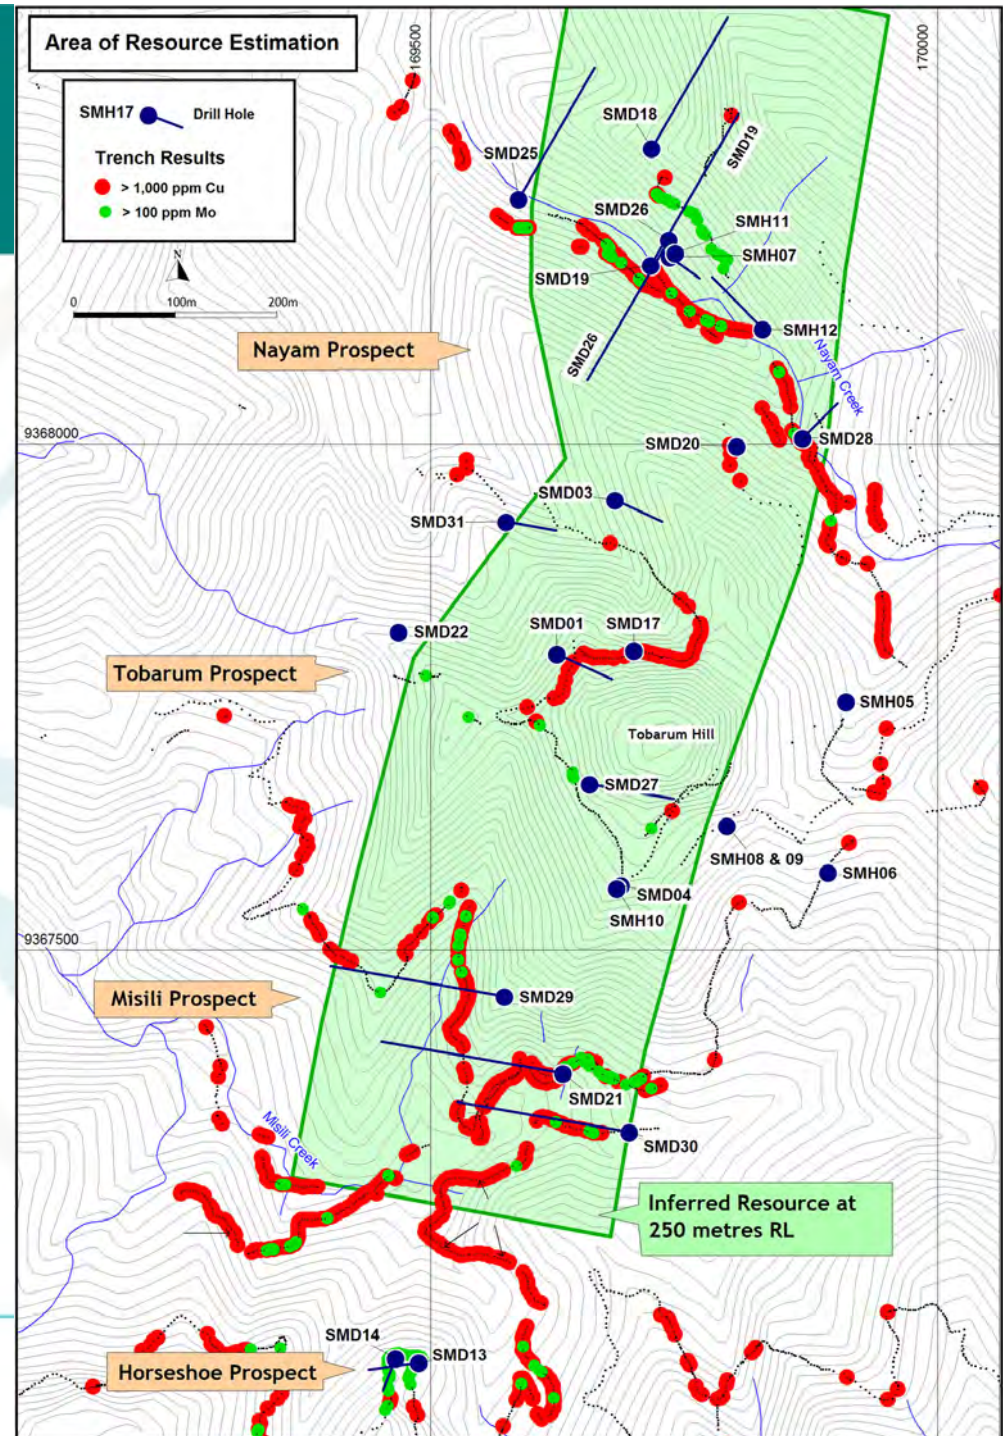 Area of Resource Estimation
169500
170000
SMH17
Drill Hole
Trench Results
> 1,000 ppm Cu
> 100 ppm Mo
N
0
100m
200m
SMD18
SMD19
SMD25
SMD26
SMH11
SMH07
SMD19
SMH12
SMD26
Nayam Prospect
Nayam Creek
9368000
SMD20
SMD28
SMD03
SMD31
SMD22
SMD01
SMD17
Tobarum Prospect
SMH05
Tobarum Hill
SMD27
SMH08 & 09
SMH06
SMD04
SMH10
9367500
Misili Prospect
SMD29
SMD21
Misili Creek
SMD30
Inferred Resource at
250 metres RL
SMD14
SMD13
Horseshoe Prospect